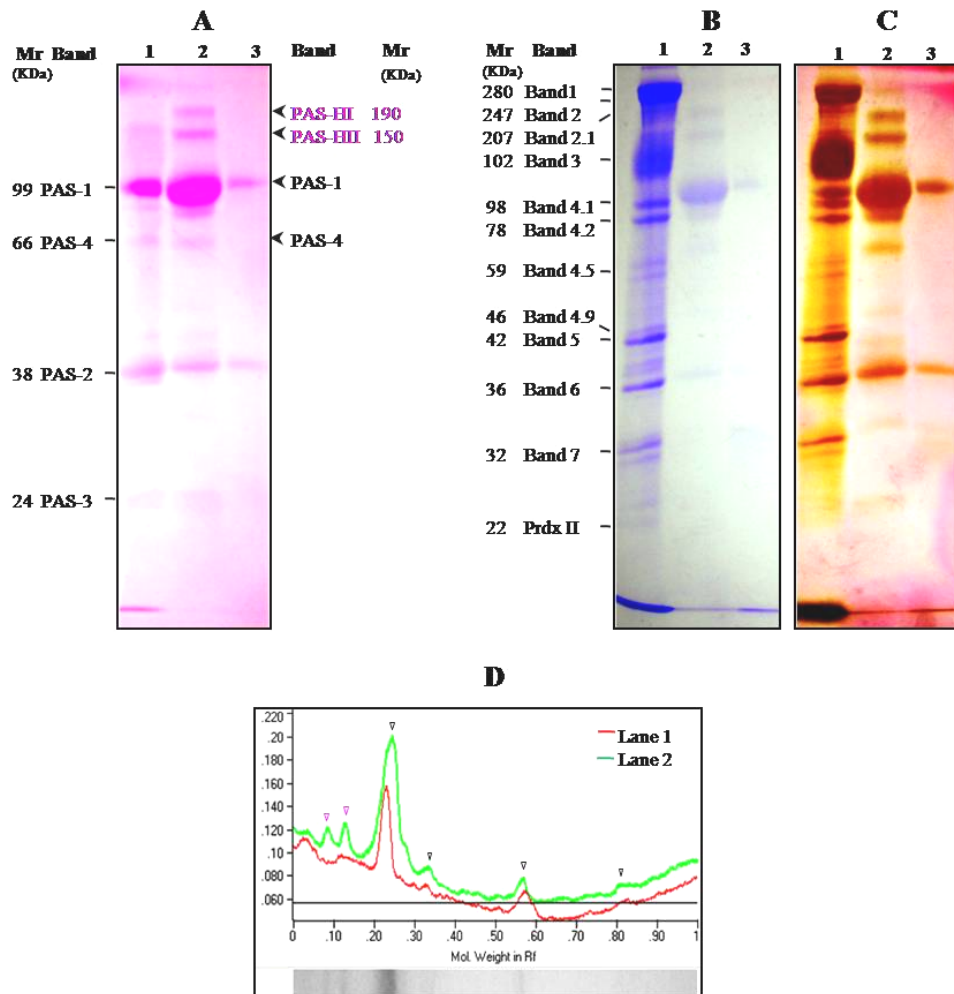 A
Mr Band 1 2 3 Band Mr
(KDa) (KDa)
PAS-HI 190
PAS-HII 150
99 PAS-1 PAS-1
66 PAS-4 PAS-4
38 PAS-2
24 PAS-3
B
Mr Band 1 2 3
(KDa)
280 Band1
247 Band 2
207 Band 2.1
102 Band 3
98 Band 4.1
78 Band 4.2
59 Band 4.5
46 Band 4.9
42 Band 5
36 Band 6
32 Band 7
22 Prdx II
C
1 2 3
D
.220
.20
.180
.160
.140
.120
.10
.080
.060
Lane 1
Lane 2
0 .10 .20 .30 .40 .50 .60 .70 .80 .90 1
Mol. Weight in Rf